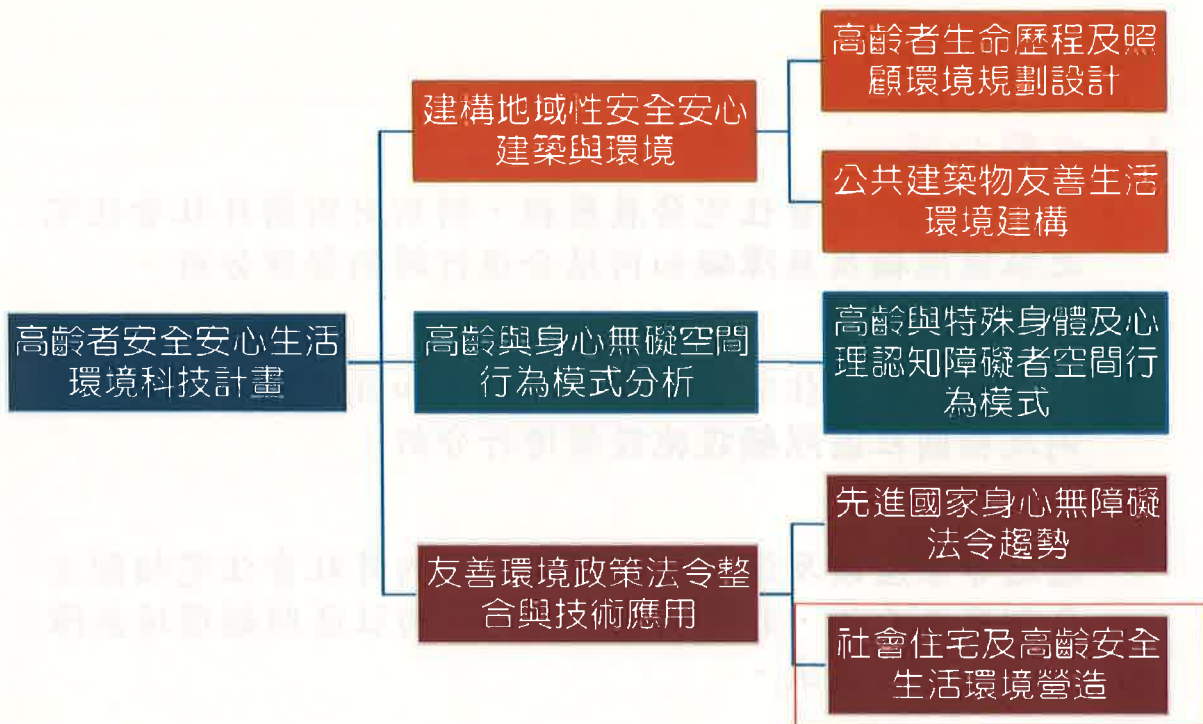 高齡者安全安心生活
環境科技計畫
建構地域性安全安心
建築與環境
高齡者生命歷程及照
顧環境規劃設計
公共建築物友善生活
環境建構
高齡與身心無礙空間
行為模式分析
高齡與特殊身體及心
理認知障礙者空間行
為模式
友善環境政策法令整
合與技術應用
先進國家身心無障礙
法令趨勢
社會住宅及高齡安全
生活環境營造